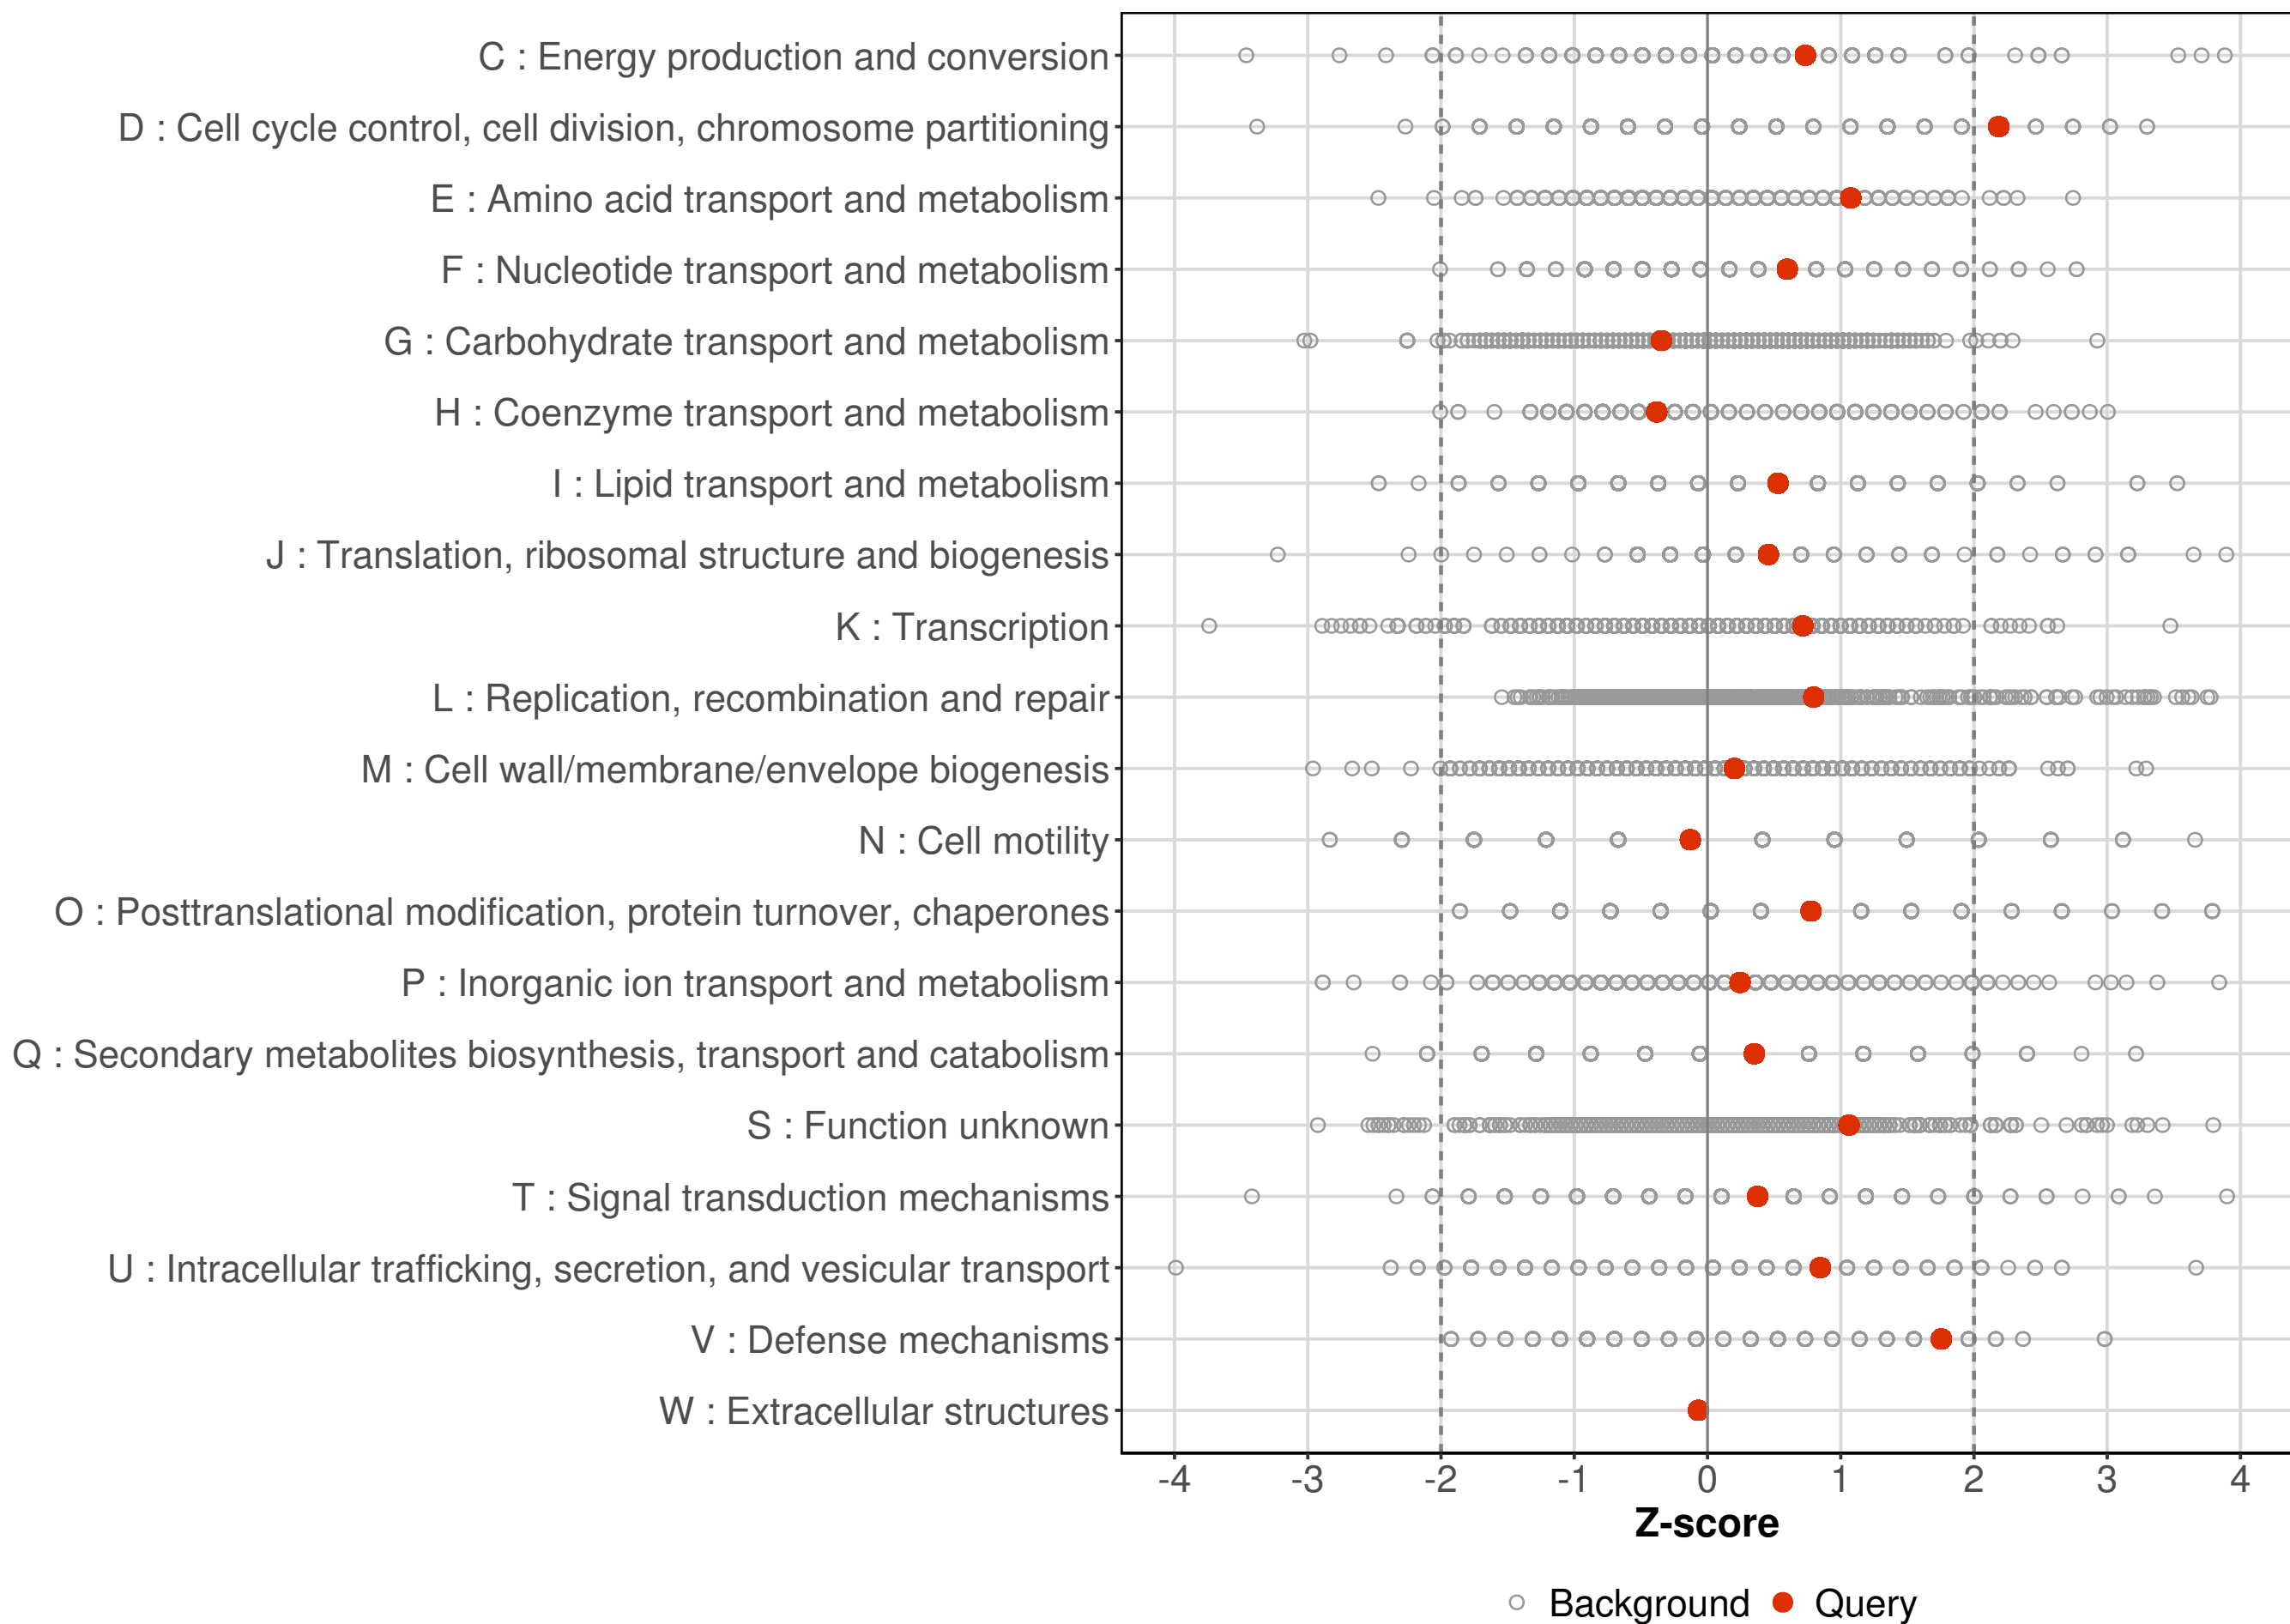 C : Energy production and conversion
D : Cell cycle control, cell division, chromosome partitioning
E : Amino acid transport and metabolism
F : Nucleotide transport and metabolism
G : Carbohydrate transport and metabolism
H : Coenzyme transport and metabolism
I : Lipid transport and metabolism
J : Translation, ribosomal structure and biogenesis
K : Transcription
L : Replication, recombination and repair
M : Cell wall/membrane/envelope biogenesis
N : Cell motility
O : Posttranslational modification, protein turnover, chaperones
P : Inorganic ion transport and metabolism
Q : Secondary metabolites biosynthesis, transport and catabolism
S : Function unknown
T : Signal transduction mechanisms
U : Intracellular trafficking, secretion, and vesicular transport
V : Defense mechanisms
W : Extracellular structures
-4 -3 -2 -1 0 1 2 3 4
Z-score
Background Query